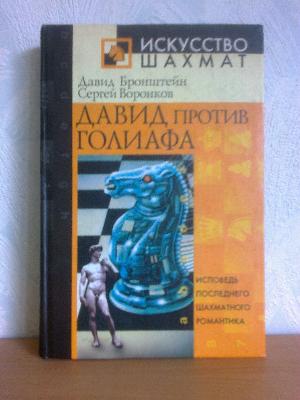 ИСКУССТВО
ШАХМАТ
Давид Бронштейн
Сергей Воронков
ДАВИД ПРОТИВ
ГОЛИАФА
ИСПОВЕДЬ
ПОСЛЕДНЕГО
ШАХМАТНОГО
РОМАНТИКА